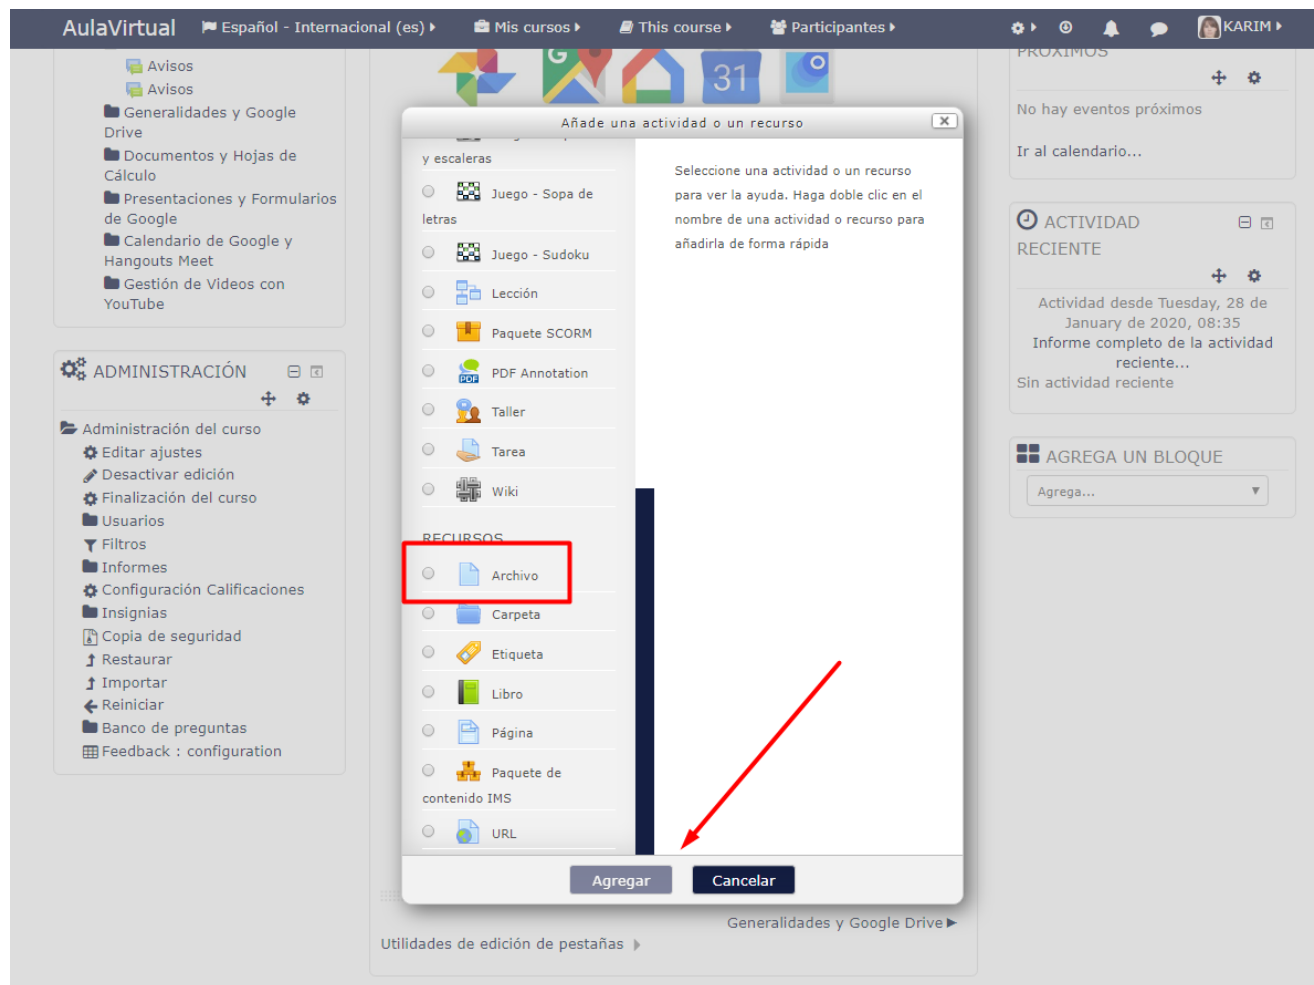 AulaVirtual
Español - Internacional (es)
Mis cursos
This course
Participantes
KARIM
Avisos
Avisos
Generalidades y Google
Drive
Documentos y Hojas de
Cálculo
Presentaciones y Formularios
de Google
Calendario de Google y
Hangouts Meet
Gestión de Videos con
YouTube
ADMINISTRACIÓN
Administración del curso
Editar ajustes
Desactivar edición
Finalización del curso
Usuarios
Filtros
Informes
Configuración Calificaciones
Insignias
Copia de seguridad
Restaurar
Importar
Reiniciar
Banco de preguntas
Feedback : configuration
G
31
Añade una actividad o un recurso
y escaleras
Juego - Sopa de
letras
Juego - Sudoku
Lección
Paquete SCORM
PDF
PDF Annotation
Taller
Tarea
Wiki
RECURSOS
Archivo
Carpeta
Etiqueta
Libro
Página
Paquete de
contenido IMS
URL
Seleccione una actividad o un recurso
para ver la ayuda. Haga doble clic en el
nombre de una actividad o recurso para
añadirla de forma rápida
Agregar
Cancelar
Generalidades y Google Drive
Utilidades de edición de pestañas
PRÓXIMOS
No hay eventos próximos
Ir al calendario...
ACTIVIDAD
RECIENTE
Actividad desde Tuesday, 28 de
January de 2020, 08:35
Informe completo de la actividad
reciente...
Sin actividad reciente
AGREGA UN BLOQUE
Agrega...